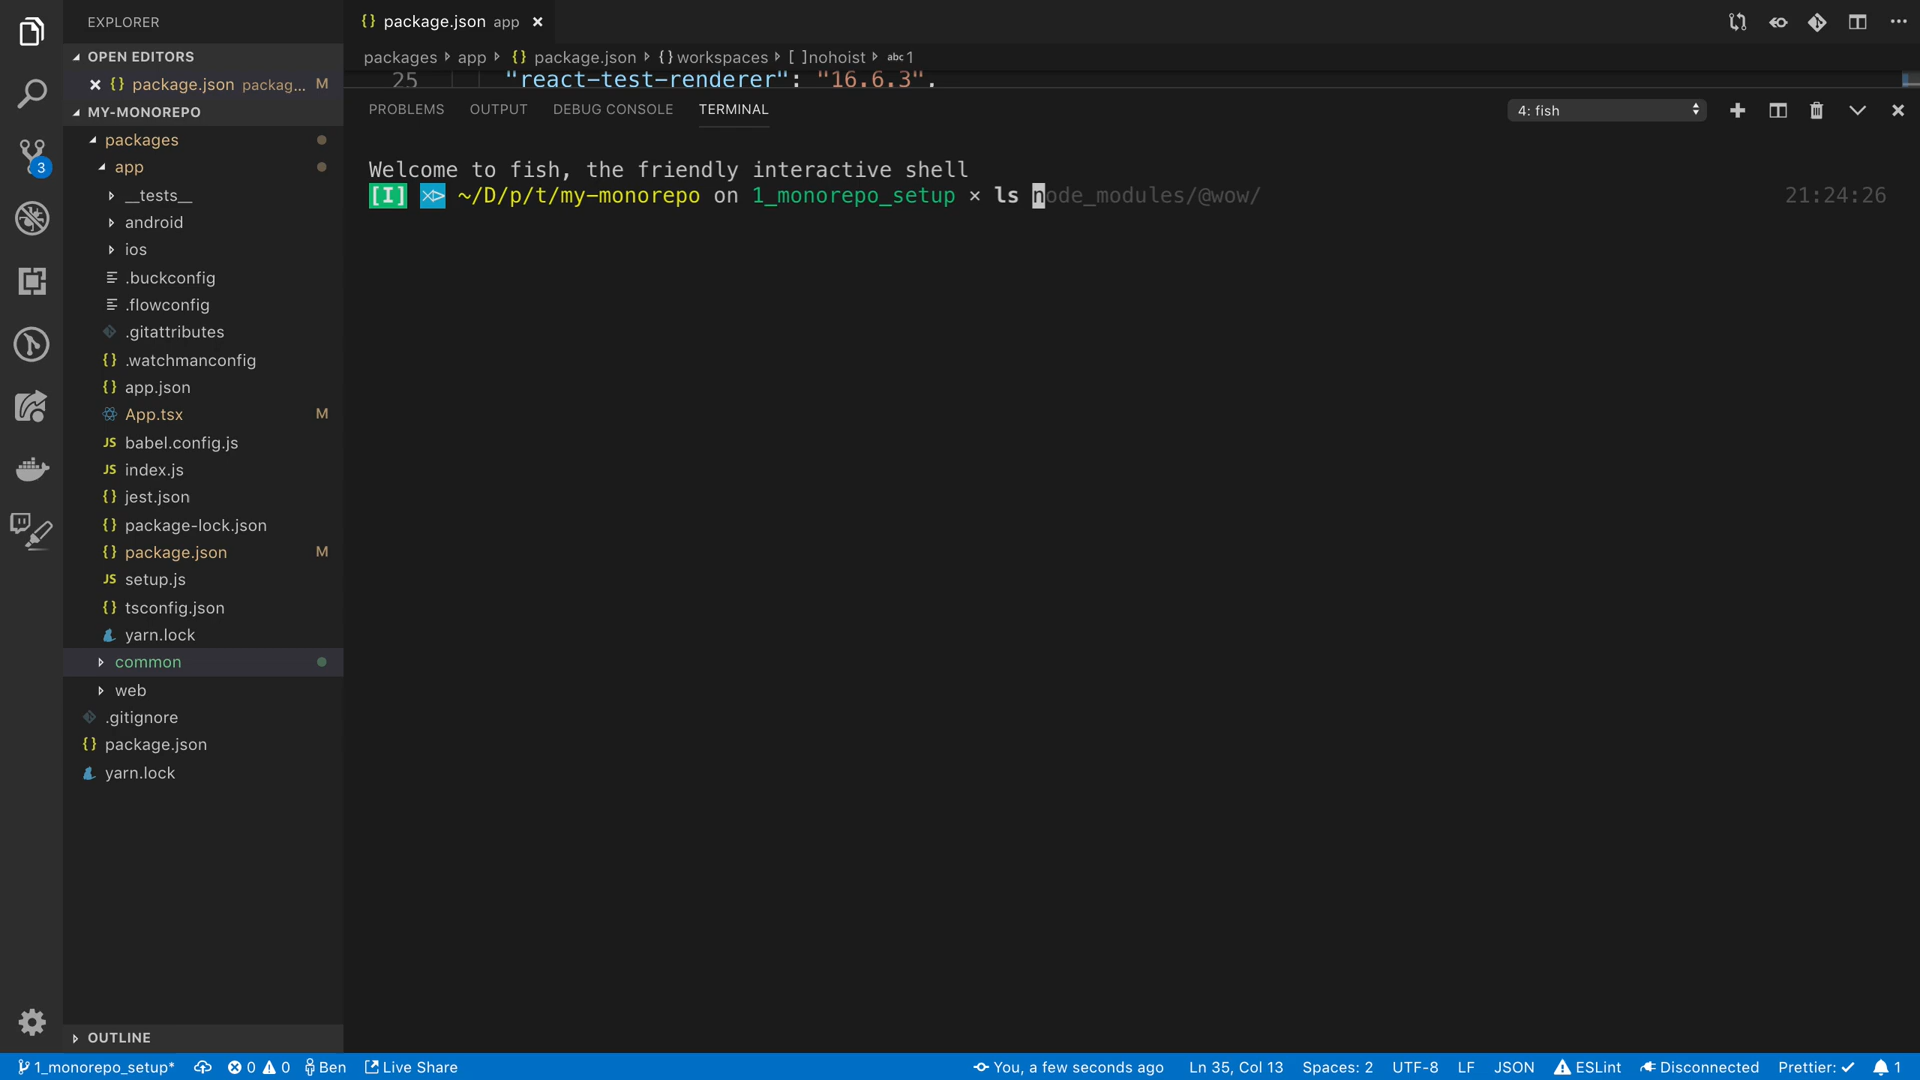 EXPLORER
OPEN EDITORS
package.json packag... M
MY-MONOREPO
packages
app
__tests__
android
ios
.buckconfig
.flowconfig
.gitattributes
.watchmanconfig
app.json
App.tsx M
babel.config.js
index.js
jest.json
package-lock.json
package.json M
setup.js
tsconfig.json
yarn.lock
common
web
.gitignore
package.json
yarn.lock
OUTLINE
3
package.json app
packages app package.json {} workspaces [ ] nohoist abc 1
25 "react-test-renderer": "16.6.3",
PROBLEMS OUTPUT DEBUG CONSOLE TERMINAL 4: fish
Welcome to fish, the friendly interactive shell
[I] ~/D/p/t/my-monorepo on 1_monorepo_setup × ls node_modules/@wow/ 21:24:26
1_monorepo_setup* 0 0 Ben Live Share You, a few seconds ago Ln 35, Col 13 Spaces: 2 UTF-8 LF JSON ESLint Disconnected Prettier: ✓ 1